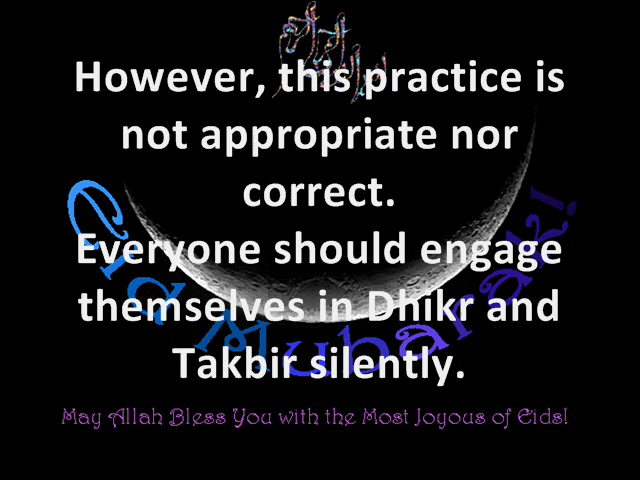 However, this practice is
not appropriate nor
correct.
Everyone should engage
themselves in Dhikr and
Takbir silently.
Eid Mubarak!
May Allah Bless You with the Most Joyous of Eids!